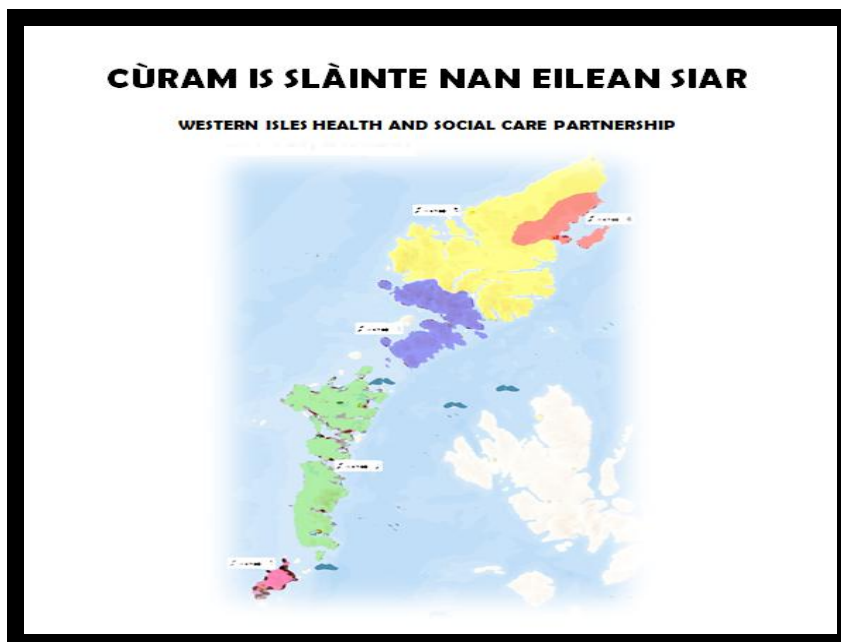 CÙRAM IS SLÀINTE NAN EILEAN SIAR
WESTERN ISLES HEALTH AND SOCIAL CARE PARTNERSHIP